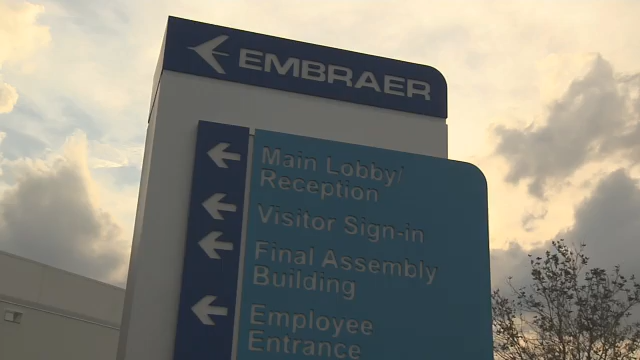 EMBRAER
Main Lobby/
Reception
Visitor Sign-in
Final Assembly
Building
Employee
Entrance